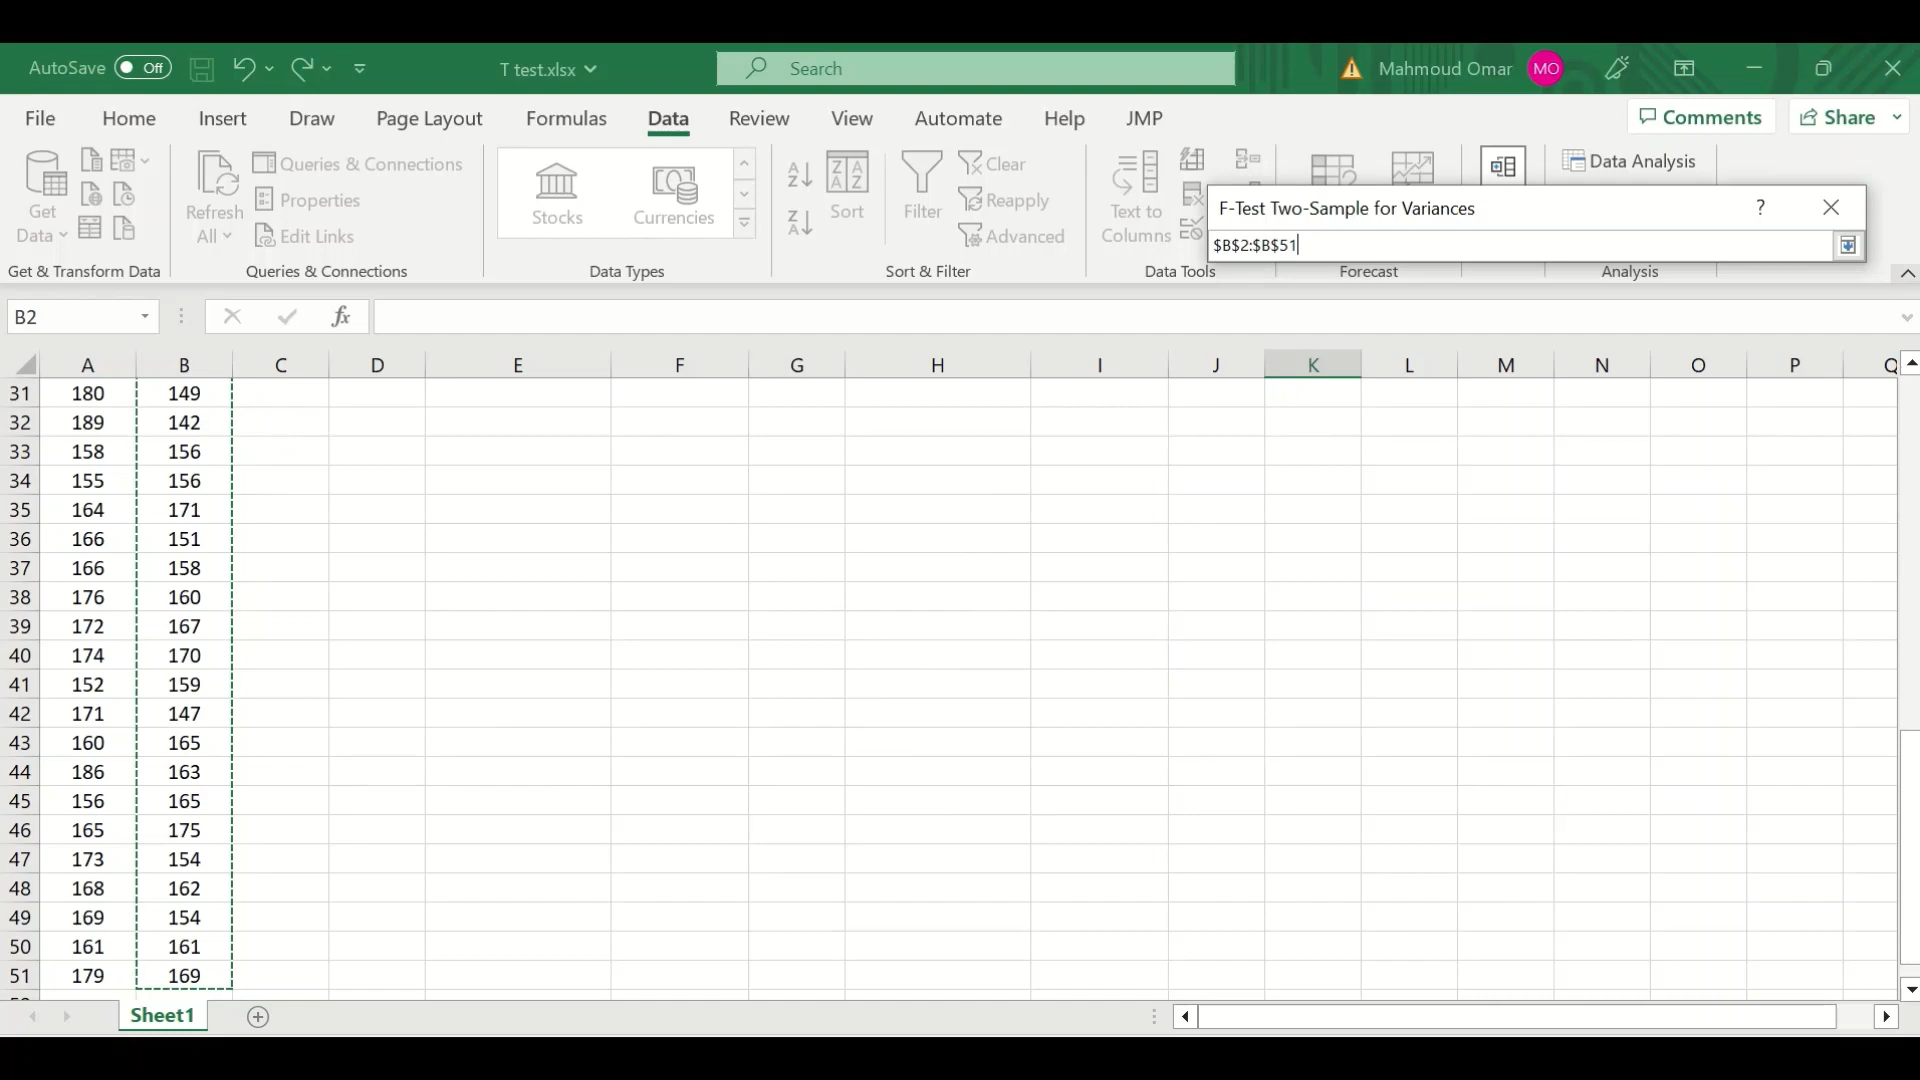 AutoSave Off T test.xlsx Search Mahmoud Omar MO
File Home Insert Draw Page Layout Formulas Data Review View Automate Help JMP Comments Share
Get Data
Refresh All
Queries & Connections
Properties
Edit Links
Stocks
Currencies
Sort
Filter
Clear
Reapply
Advanced
Text to Columns
Data Analysis
F-Test Two-Sample for Variances ?
$B$2:$B$51
Get & Transform Data Queries & Connections Data Types Sort & Filter Data Tools Forecast Analysis
B2 fx
A B C D E F G H I J K L M N O P Q
31 180 149
32 189 142
33 158 156
34 155 156
35 164 171
36 166 151
37 166 158
38 176 160
39 172 167
40 174 170
41 152 159
42 171 147
43 160 165
44 186 163
45 156 165
46 165 175
47 173 154
48 168 162
49 169 154
50 161 161
51 179 169
Sheet1